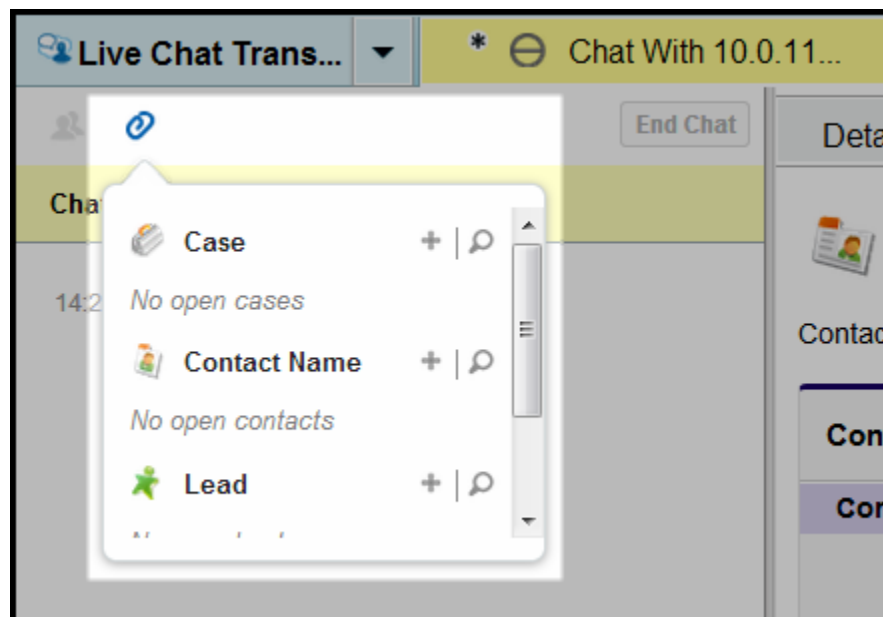 Live Chat Trans...
* Chat With 10.0.11...
End Chat
Deta
Cha
Case
14:2
No open cases
Contac
Contact Name
No open contacts
Con
Lead
Con